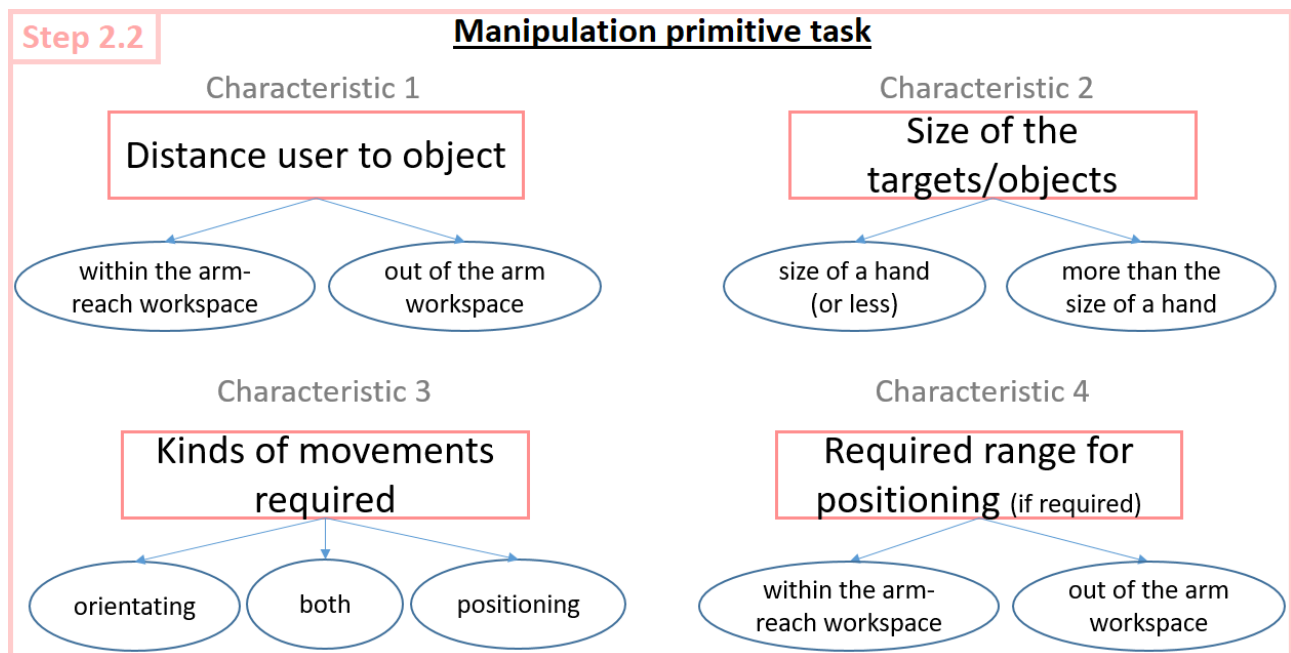 Step 2.2
Manipulation primitive task
Characteristic 1
Distance user to object
within the arm-
reach workspace
out of the arm
workspace
Characteristic 2
Size of the
targets/objects
size of a hand
(or less)
more than the
size of a hand
Characteristic 3
Kinds of movements
required
orientating
both
positioning
Characteristic 4
Required range for
positioning (if required)
within the arm-
reach workspace
out of the arm
workspace